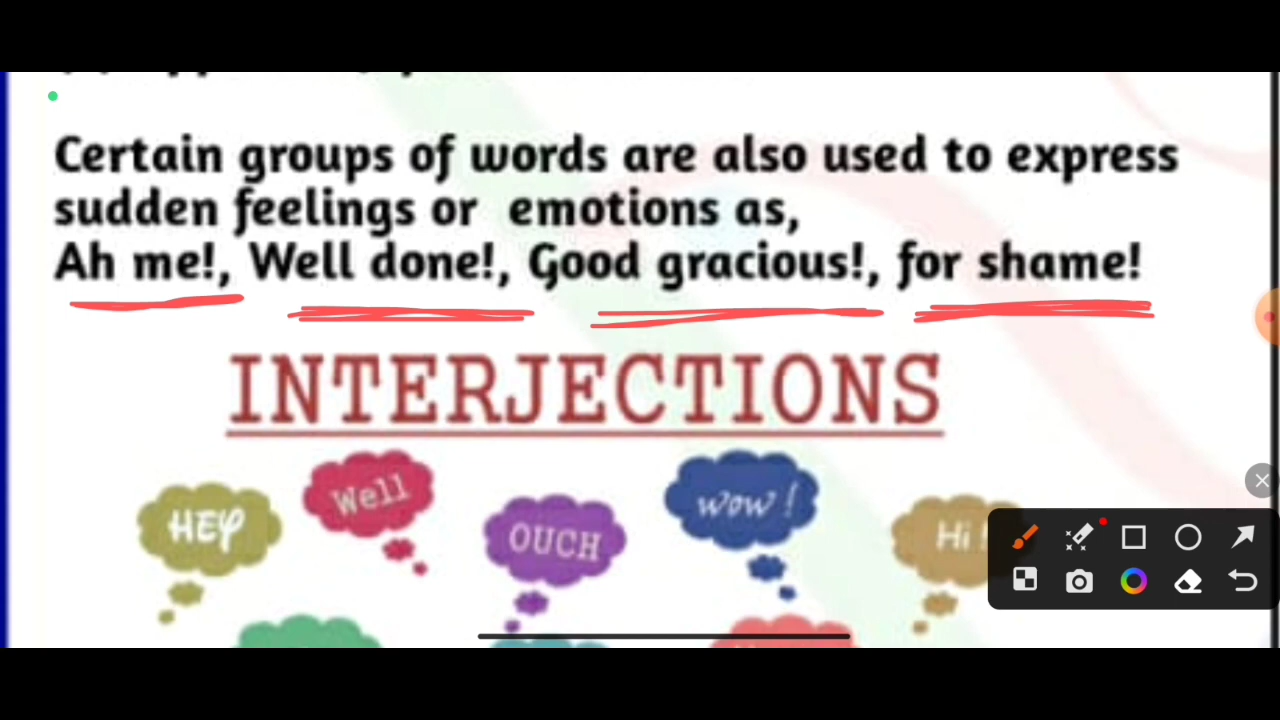 Certain groups of words are also used to express
sudden feelings or emotions as,
Ah me!, Well done!, Good gracious!, for shame!
INTERJECTIONS
HEY
Well
OUCH
wow!
Hi!